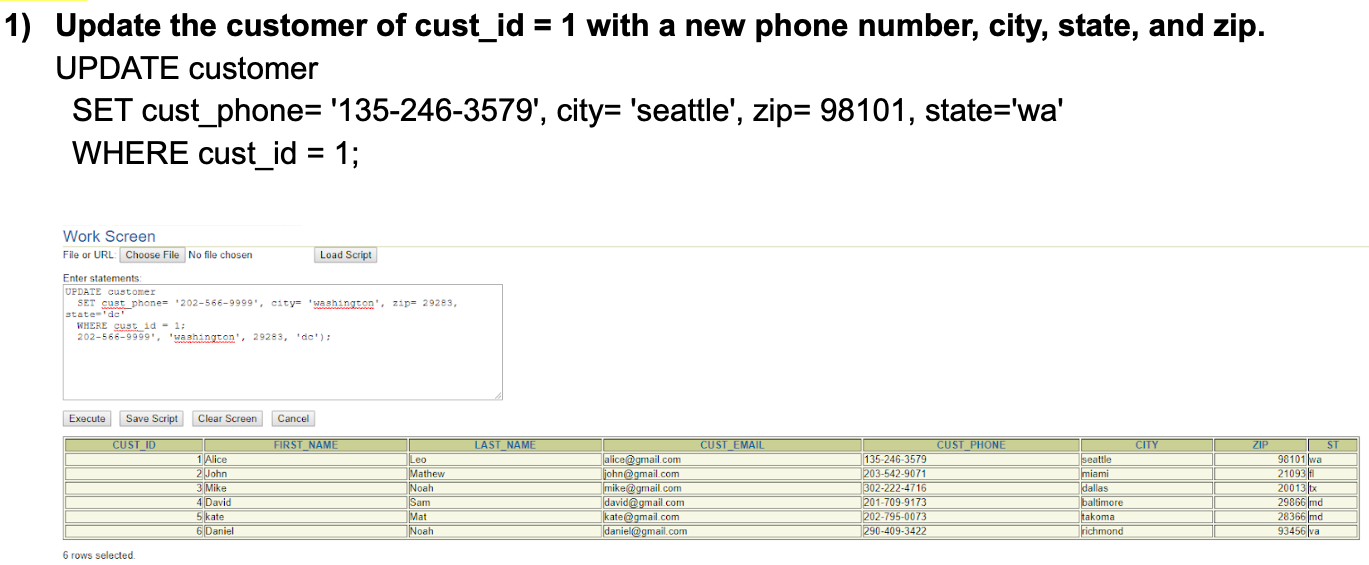 1) Update the customer of cust_id = 1 with a new phone number, city, state, and zip.
UPDATE customer
SET cust_phone= '135-246-3579', city= 'seattle', zip= 98101, state='wa'
WHERE cust_id = 1;
Work Screen
File or URL: Choose File No file chosen Load Script
Enter statements:
UPDATE customer
SET cust_phone= '202-566-9999', city= 'washington', zip= 29283,
state='dc'
WHERE cust_id = 1;
202-566-9999', 'washington', 29283, 'dc');
Execute Save Script Clear Screen Cancel
CUST_ID FIRST_NAME LAST_NAME CUST_EMAIL CUST_PHONE CITY ZIP ST
1 Alice Leo alice@gmail.com 135-246-3579 seattle 98101 wa
2 John Mathew john@gmail.com 203-542-9071 miami 21093 fl
3 Mike Noah mike@gmail.com 302-222-4716 dallas 20013 tx
4 David Sam david@gmail.com 201-709-9173 baltimore 29866 md
5 kate Mat kate@gmail.com 202-795-0073 takoma 28366 md
6 Daniel Noah daniel@gmail.com 290-409-3422 richmond 93456 va
6 rows selected.